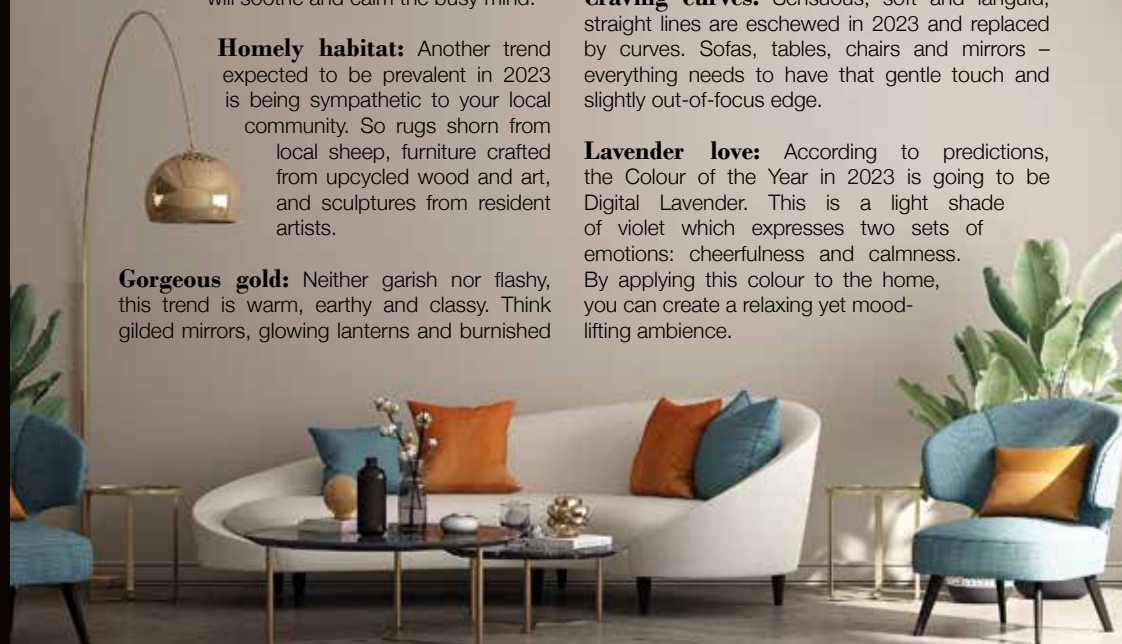 will soothe and calm the busy mind.
Homely habitat: Another trend
expected to be prevalent in 2023
is being sympathetic to your local
community. So rugs shorn from
local sheep, furniture crafted
from upcycled wood and art,
and sculptures from resident
artists.
Gorgeous gold: Neither garish nor flashy,
this trend is warm, earthy and classy. Think
gilded mirrors, glowing lanterns and burnished
Craving curves: Sensuous, soft and languid,
straight lines are eschewed in 2023 and replaced
by curves. Sofas, tables, chairs and mirrors –
everything needs to have that gentle touch and
slightly out-of-focus edge.
Lavender love: According to predictions,
the Colour of the Year in 2023 is going to be
Digital Lavender. This is a light shade
of violet which expresses two sets of
emotions: cheerfulness and calmness.
By applying this colour to the home,
you can create a relaxing yet mood-
lifting ambience.